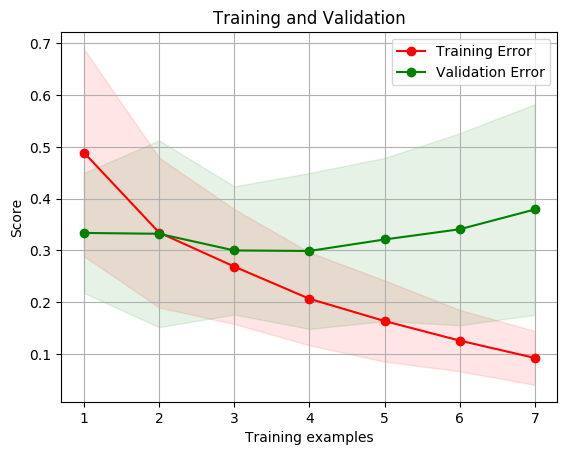 Training and Validation
Training Error
Validation Error
Score
0.7
0.6
0.5
0.4
0.3
0.2
0.1
1 2 3 4 5 6 7
Training examples